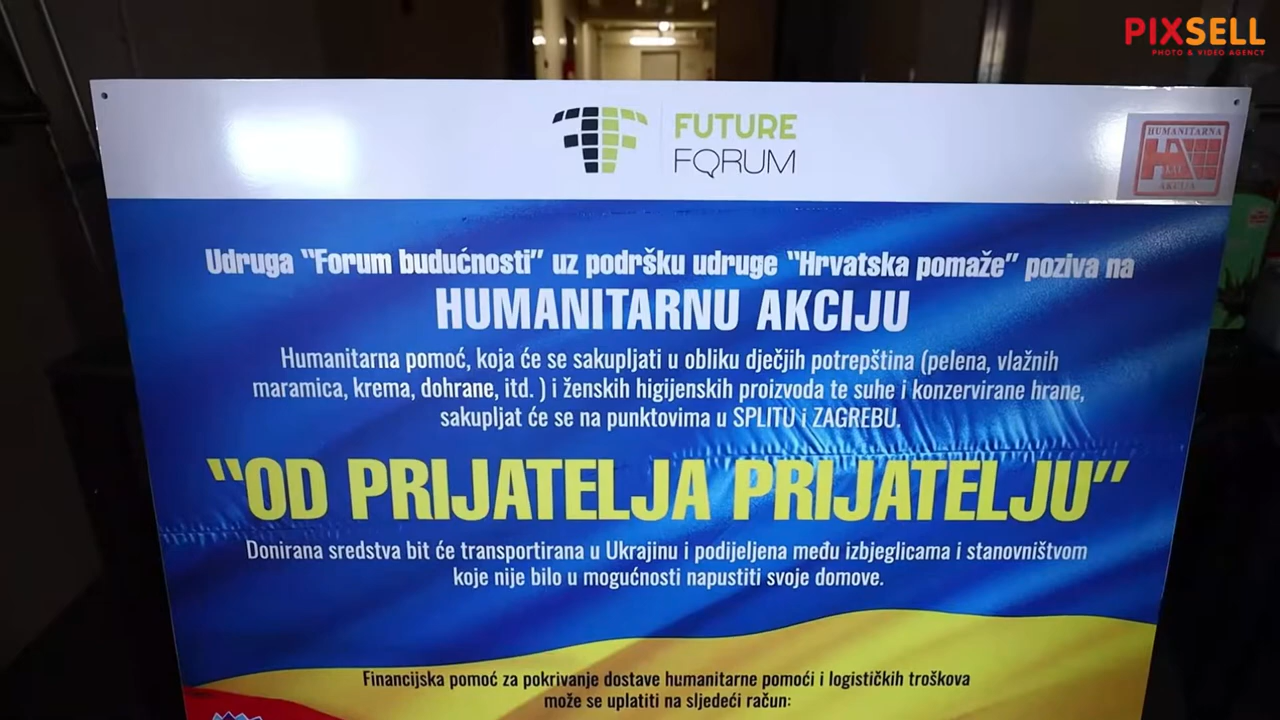 PIXSELL
PHOTO & VIDEO AGENCY
FUTURE
FORUM
HUMANITARNA
AKCIJA
Udruga "Forum budućnosti" uz podršku udruge "Hrvatska pomaže" poziva na
HUMANITARNU AKCIJU
Humanitarna pomoć, koja će se sakupljati u obliku dječjih potrepština (pelena, vlažnih
maramica, krema, dohrane, itd. ) i ženskih higijenskih proizvoda te suhe i konzervirane hrane,
sakupljat će se na punktovima u SPLITU i ZAGREBU.
"OD PRIJATELJA PRIJATELJU"
Donirana sredstva bit će transportirana u Ukrajinu i podijeljena među izbjeglicama i stanovništvom
koje nije bilo u mogućnosti napustiti svoje domove.
Financijska pomoć za pokrivanje dostave humanitarne pomoći i logističkih troškova
može se uplatiti na sljedeći račun: